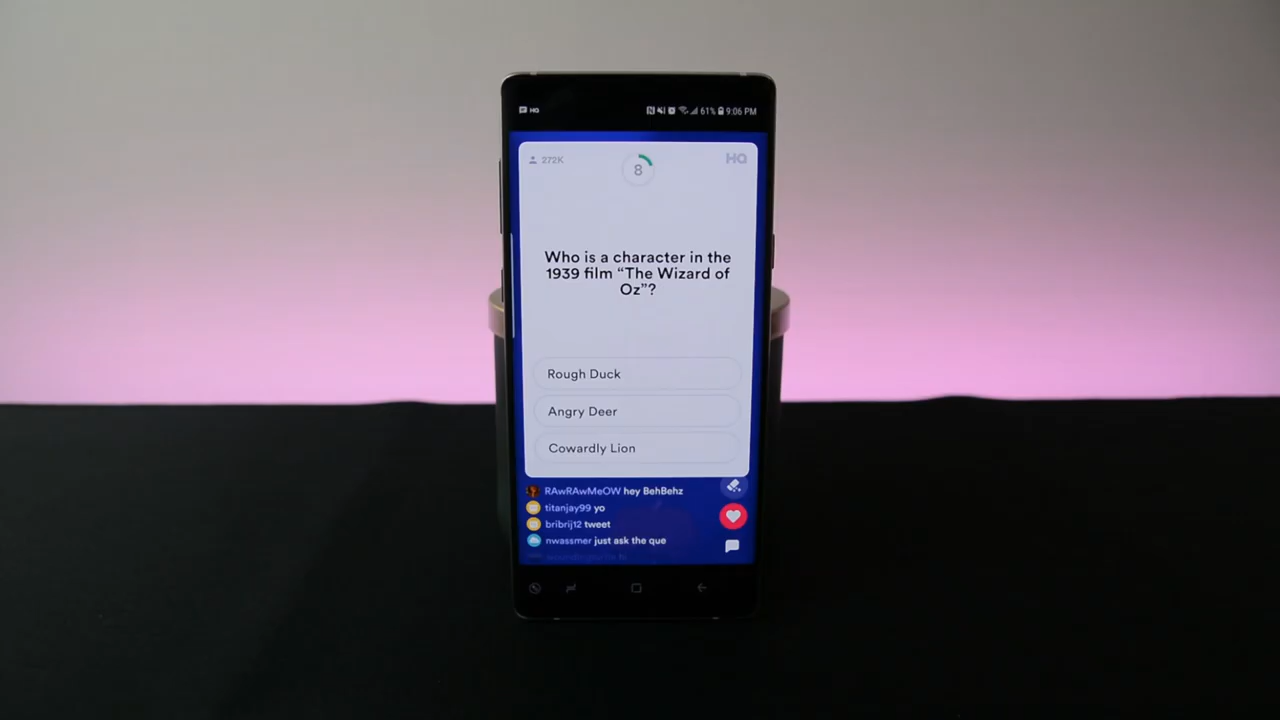 HQ 61% 9:06 PM
272K 8 HQ
Who is a character in the
1939 film “The Wizard of
Oz”?
Rough Duck
Angry Deer
Cowardly Lion
RAwRAwMeOW hey BehBehz
titanjay99 yo
bribrij12 tweet
nwassmer just ask the que